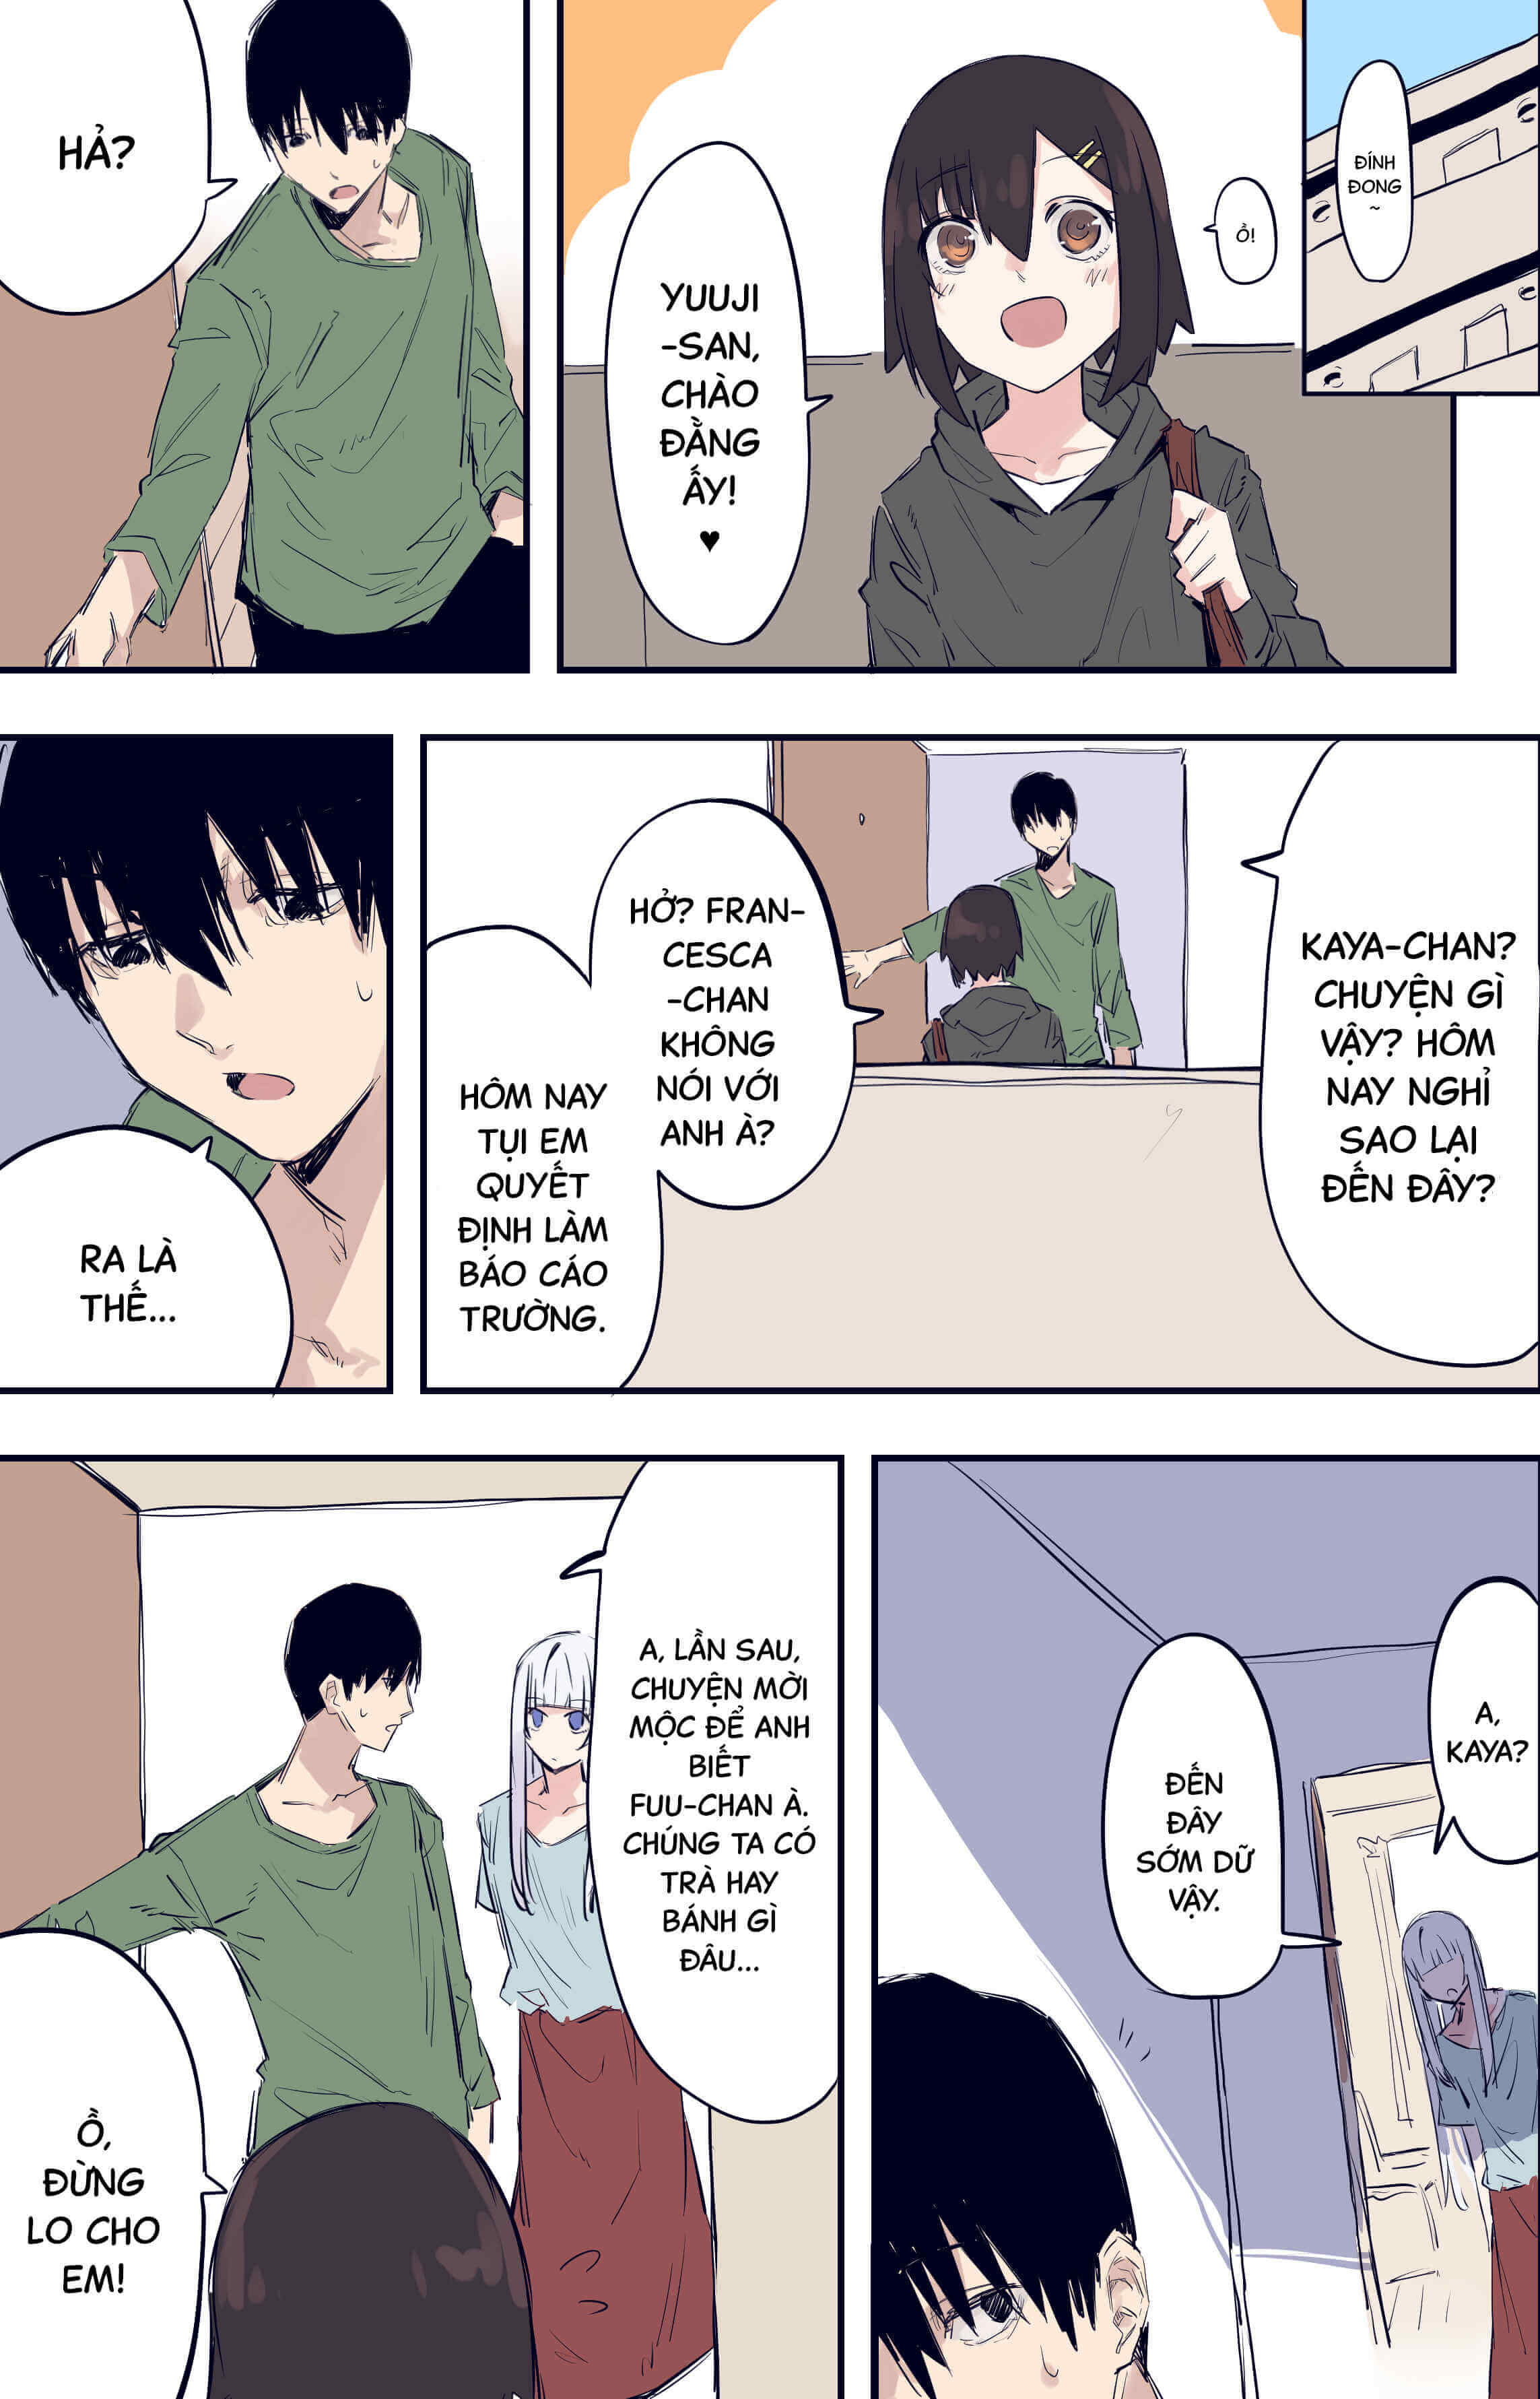 ĐÍNH
ĐONG
~
Ồ!
YUUJI
-SAN,
CHÀO
ĐẰNG
ẤY!
♥
HẢ?
KAYA-CHAN?
CHUYỆN GÌ
VẬY? HÔM
NAY NGHỈ
SAO LẠI
ĐẾN ĐÂY?
HỞ? FRAN-
CESCA
-CHAN
KHÔNG
NÓI VỚI
ANH À?
HÔM NAY
TỤI EM
QUYẾT
ĐỊNH LÀM
BÁO CÁO
TRƯỜNG.
RA LÀ
THẾ...
A,
KAYA?
ĐẾN
ĐÂY
SỚM DỮ
VẬY.
A, LẦN SAU,
CHUYỆN MỜI
MỘC ĐỂ ANH
BIẾT
FUU-CHAN À.
CHÚNG TA CÓ
TRÀ HAY
BÁNH GÌ
ĐÂU...
Ồ,
ĐỪNG
LO CHO
EM!